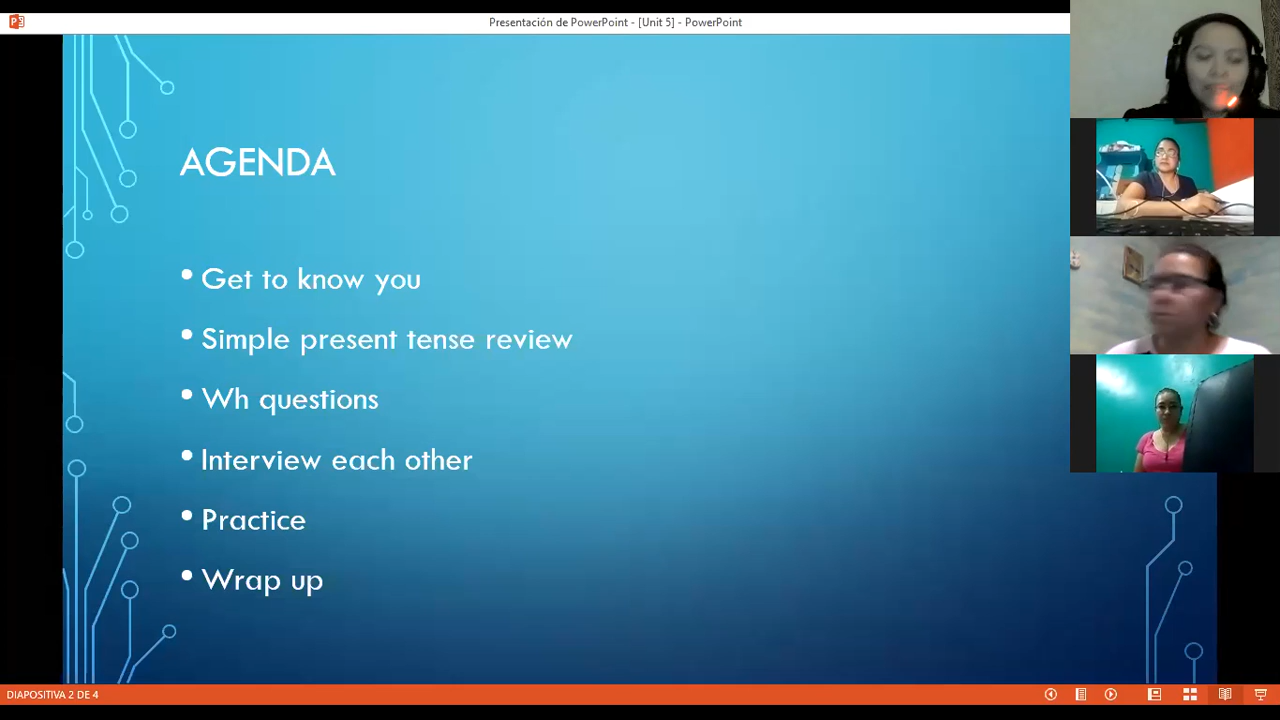 Presentación de PowerPoint - [Unit 5] - PowerPoint
AGENDA
• Get to know you
• Simple present tense review
• Wh questions
• Interview each other
• Practice
• Wrap up
DIAPOSITIVA 2 DE 4